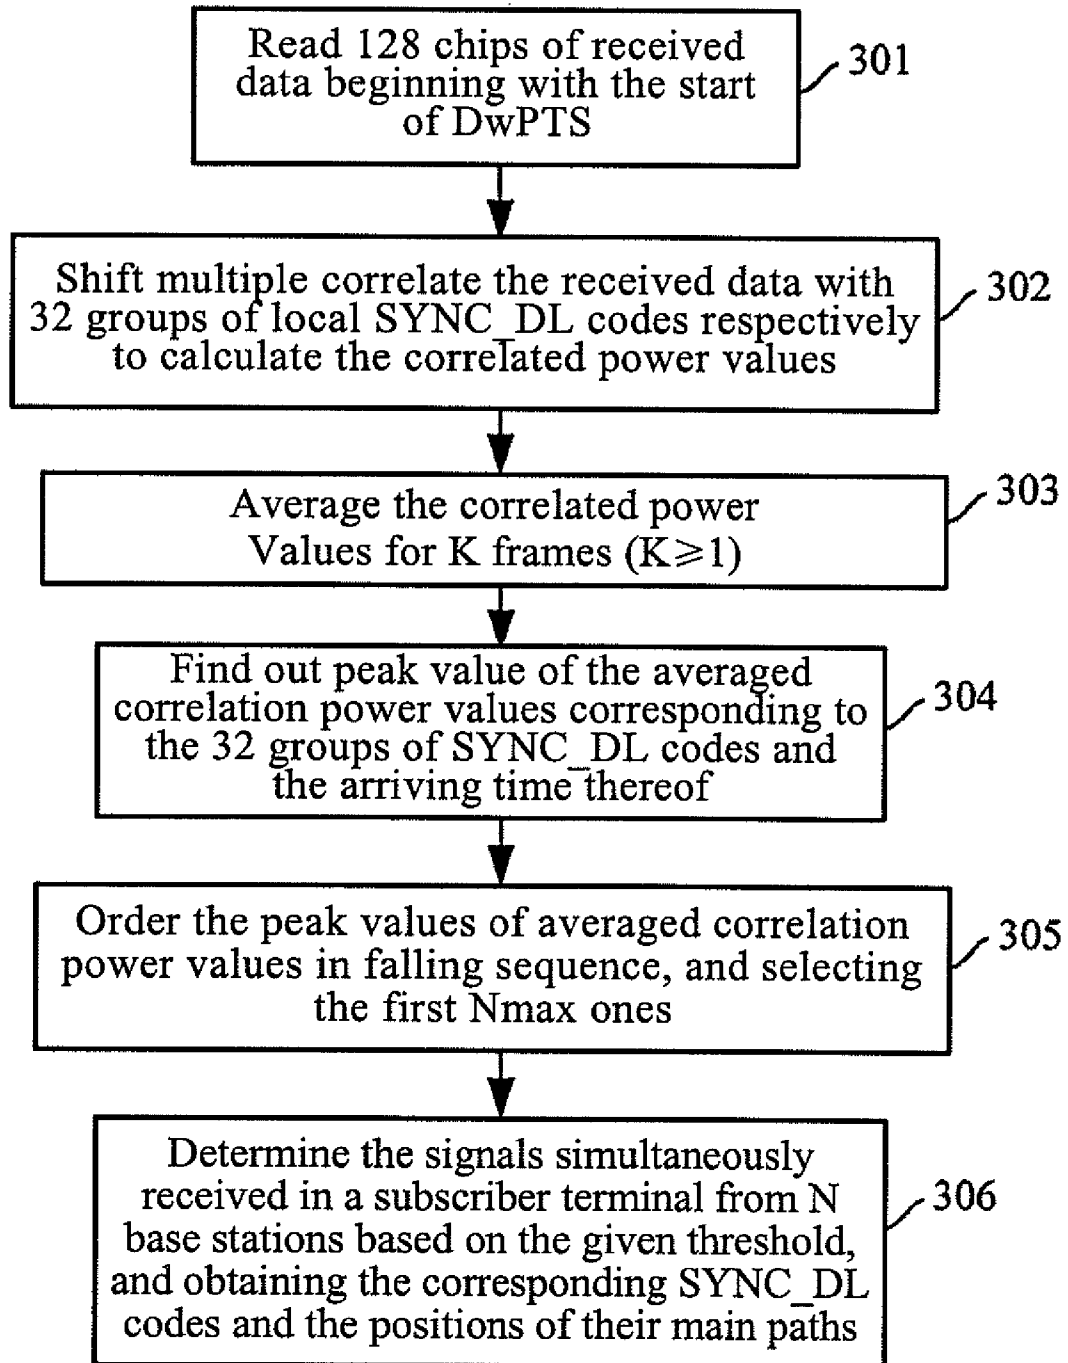 Read 128 chips of received
data beginning with the start
of DwPTS
301
Shift multiple correlate the received data with
32 groups of local SYNC_DL codes respectively
to calculate the correlated power values
302
Average the correlated power
Values for K frames (K⩾1)
303
Find out peak value of the averaged
correlation power values corresponding to
the 32 groups of SYNC_DL codes and
the arriving time thereof
304
Order the peak values of averaged correlation
power values in falling sequence, and selecting
the first Nmax ones
305
Determine the signals simultaneously
received in a subscriber terminal from N
base stations based on the given threshold,
and obtaining the corresponding SYNC_DL
codes and the positions of their main paths
306